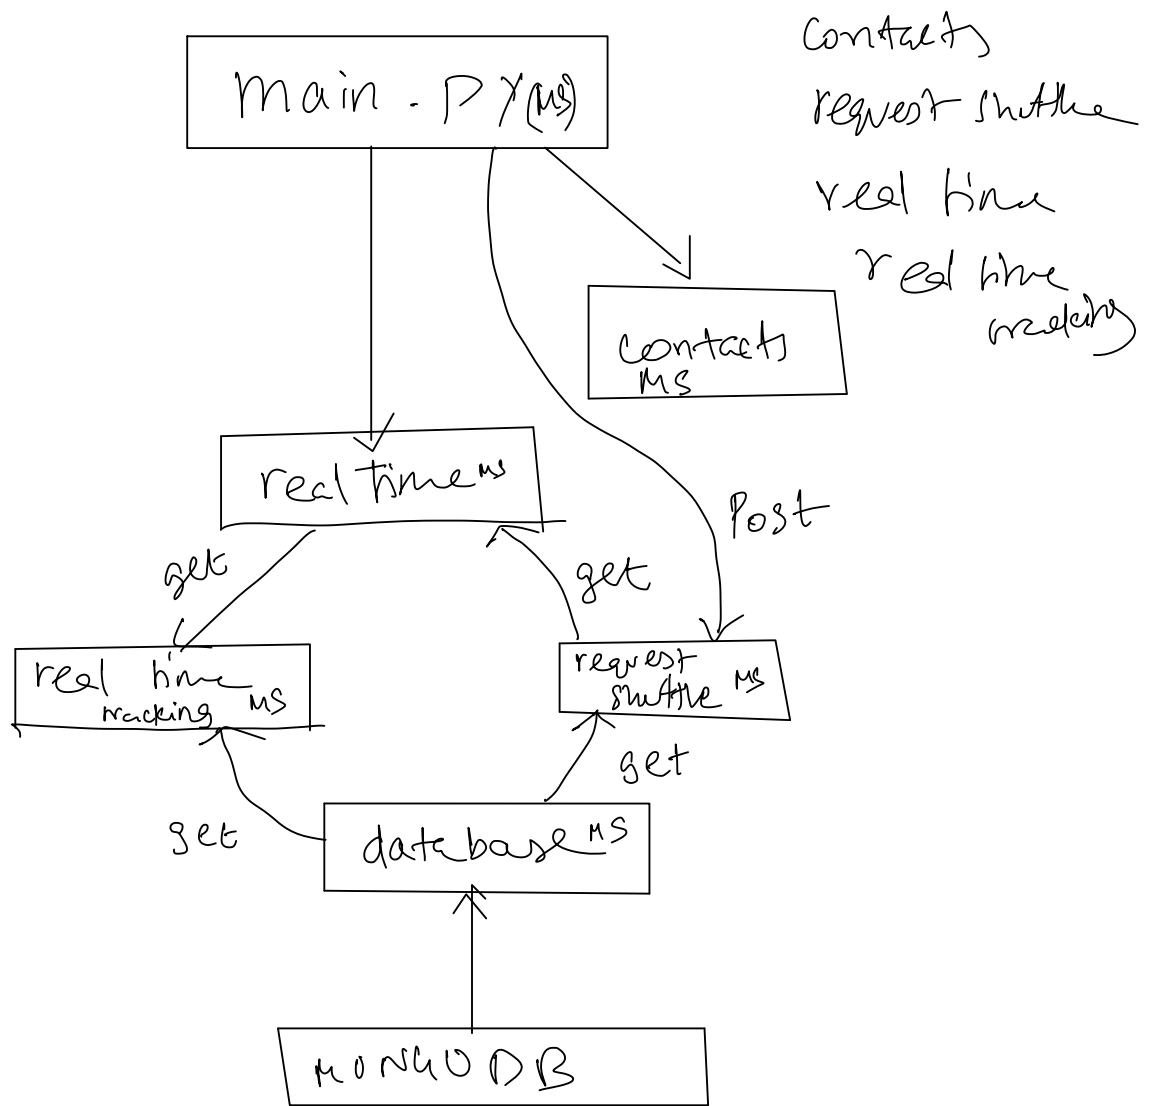 Contacts
main.py(MS)
request shuttle
real time
real time
tracking
contacts
MS
real time MS
Post
get
get
real time
tracking MS
request
shuttle MS
get
get
database MS
MONGODB